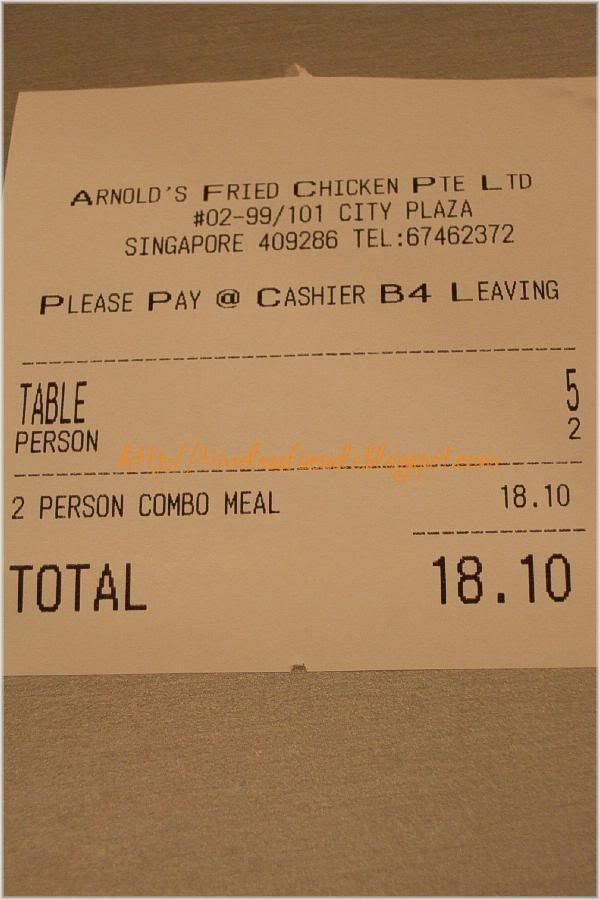 ARNOLD'S FRIED CHICKEN PTE LTD
#02-99/101 CITY PLAZA
SINGAPORE 409286 TEL:67462372
PLEASE PAY @ CASHIER B4 LEAVING
TABLE 5
PERSON 2
2 PERSON COMBO MEAL 18.10
TOTAL 18.10